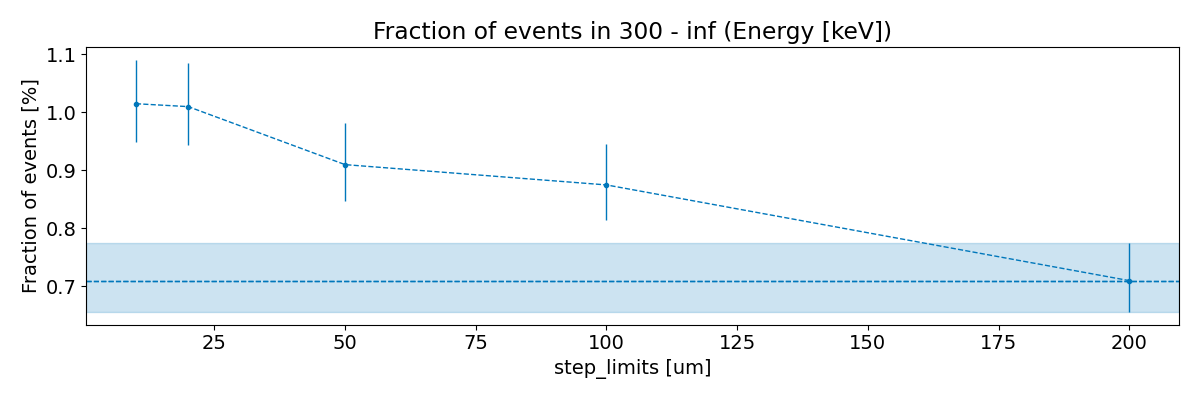 Fraction of events in 300 - inf (Energy [keV])
Fraction of events [%]
1.1
1.0
0.9
0.8
0.7
25 50 75 100 125 150 175 200
step_limits [um]